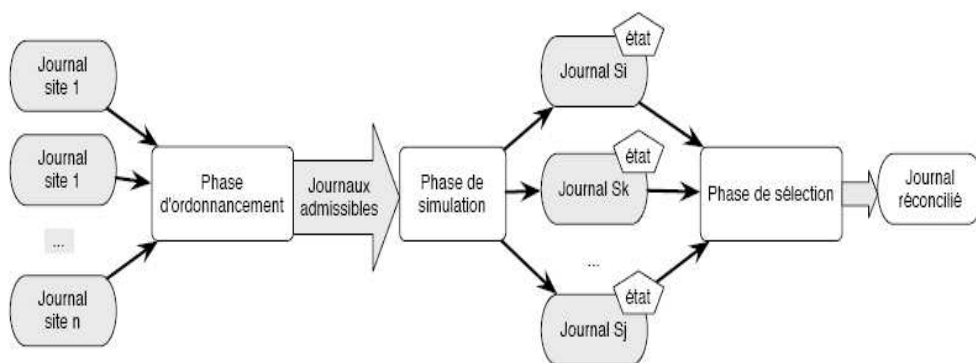 Journal
site 1
Journal
site 1
...
Journal
site n
Phase
d'ordonnancement
Journaux
admissibles
Phase de
simulation
état
Journal Si
état
Journal Sk
...
état
Journal Sj
Phase de sélection
Journal
réconcilié